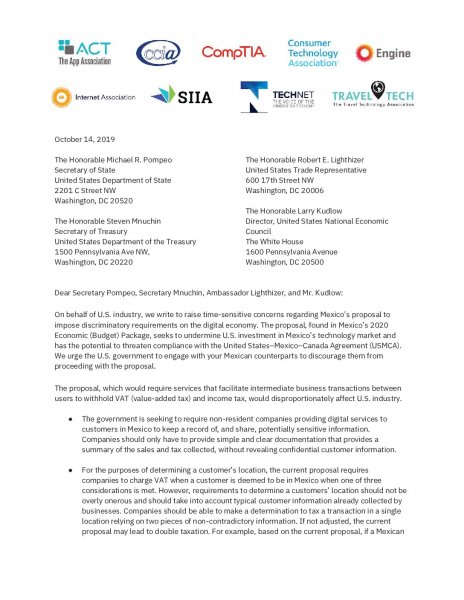 ACT
The App Association
ccia
CompTIA.
Consumer
Technology
Association
Engine
IA
Internet Association
SIIA
TECHNET
THE VOICE OF THE
INNOVATION ECONOMY
TRAVEL TECH
The Travel Technology Association
October 14, 2019
The Honorable Michael R. Pompeo
Secretary of State
United States Department of State
2201 C Street NW
Washington, DC 20520
The Honorable Steven Mnuchin
Secretary of Treasury
United States Department of the Treasury
1500 Pennsylvania Ave NW,
Washington, DC 20220
The Honorable Robert E. Lighthizer
United States Trade Representative
600 17th Street NW
Washington, DC 20006
The Honorable Larry Kudlow
Director, United States National Economic
Council
The White House
1600 Pennsylvania Avenue
Washington, DC 20500
Dear Secretary Pompeo, Secretary Mnuchin, Ambassador Lighthizer, and Mr. Kudlow:
On behalf of U.S. industry, we write to raise time-sensitive concerns regarding Mexico's proposal to
impose discriminatory requirements on the digital economy. The proposal, found in Mexico's 2020
Economic (Budget) Package, seeks to undermine U.S. investment in Mexico's technology market and
has the potential to threaten compliance with the United States–Mexico–Canada Agreement (USMCA).
We urge the U.S. government to engage with your Mexican counterparts to discourage them from
proceeding with the proposal.
The proposal, which would require services that facilitate intermediate business transactions between
users to withhold VAT (value-added tax) and income tax, would disproportionately affect U.S. industry.
● The government is seeking to require non-resident companies providing digital services to
customers in Mexico to keep a record of, and share, potentially sensitive information.
Companies should only have to provide simple and clear documentation that provides a
summary of the sales and tax collected, without revealing confidential customer information.
● For the purposes of determining a customer's location, the current proposal requires
companies to charge VAT when a customer is deemed to be in Mexico when one of three
considerations is met. However, requirements to determine a customers' location should not be
overly onerous and should take into account typical customer information already collected by
businesses. Companies should be able to make a determination to tax a transaction in a single
location relying on two pieces of non-contradictory information. If not adjusted, the current
proposal may lead to double taxation. For example, based on the current proposal, if a Mexican